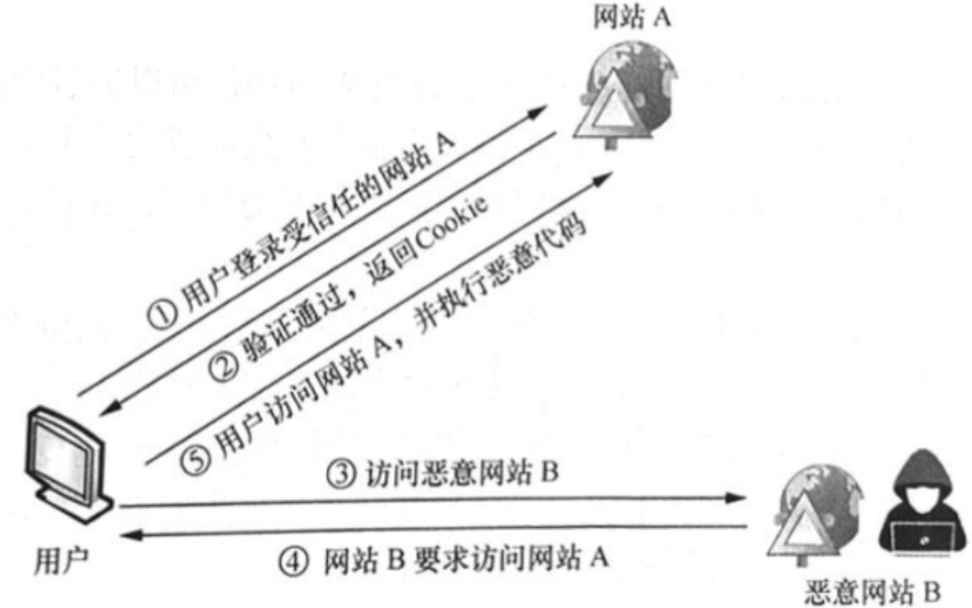 网站 A
① 用户登录受信任的网站 A
② 验证通过，返回Cookie
⑤ 用户访问网站 A，并执行恶意代码
③ 访问恶意网站 B
④ 网站 B 要求访问网站 A
用户
恶意网站 B